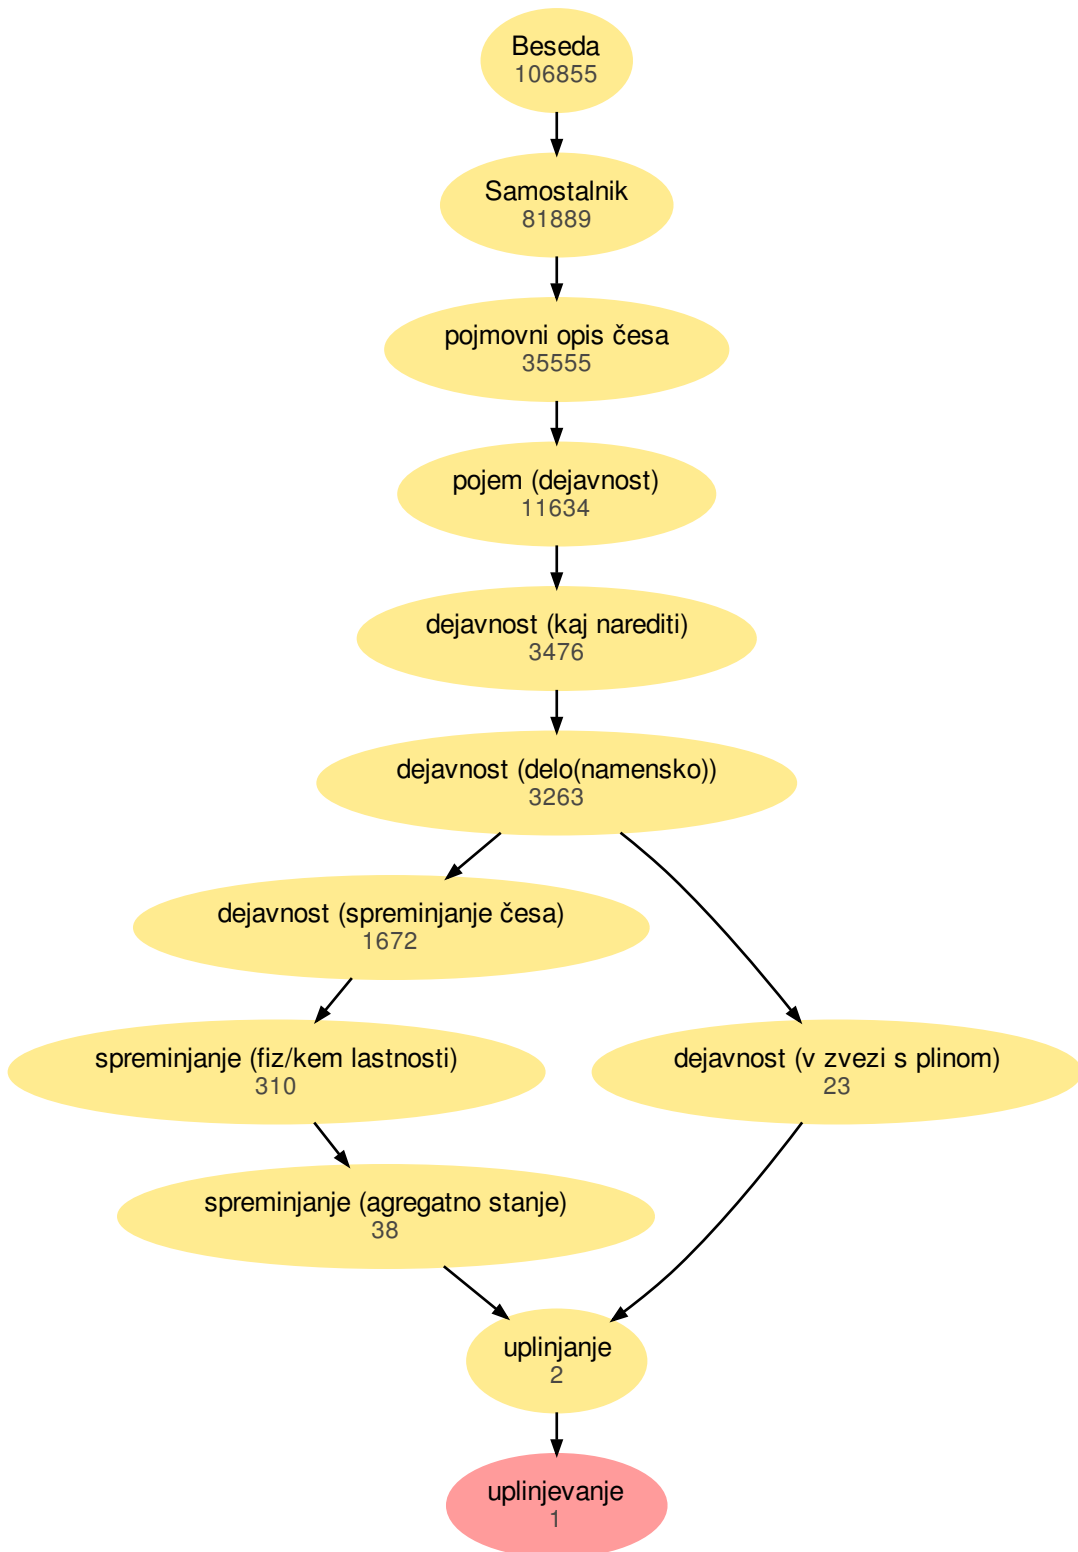 Beseda
106855
Samostalnik
81889
pojmovni opis česa
35555
pojem (dejavnost)
11634
dejavnost (kaj narediti)
3476
dejavnost (delo(namensko))
3263
dejavnost (spreminjanje česa)
1672
spreminjanje (fiz/kem lastnosti)
310
dejavnost (v zvezi s plinom)
23
spreminjanje (agregatno stanje)
38
uplinjanje
2
uplinjevanje
1